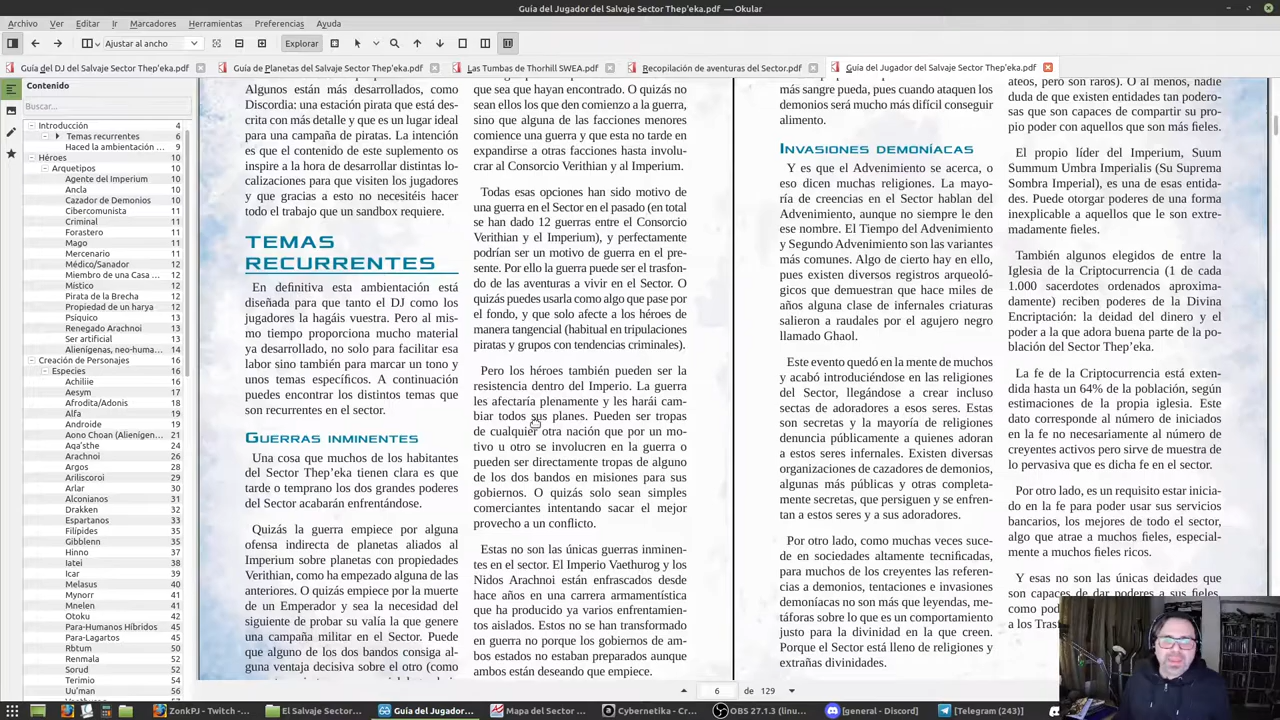 Guía del Jugador del Salvaje Sector Thep'eka.pdf — Okular
Archivo Ver Editar Ir Marcadores Herramientas Preferencias Ayuda
Ajustar al ancho
Explorar
Guía del DJ del Salvaje Sector Thep'eka.pdf
Guía de Planetas del Salvaje Sector Thep'eka.pdf
Las Tumbas de Thorhill SWEA.pdf
Recopilación de aventuras del Sector.pdf
Guía del Jugador del Salvaje Sector Thep'eka.pdf
Contenido
Buscar...
Introducción 4
Temas recurrentes 6
Haced la ambientación ... 9
Héroes 10
Arquetipos 10
Agente del Imperium 10
Ancla 10
Cazador de Demonios 10
Cibercomunista 11
Criminal 11
Forastero 11
Mago 11
Mercenario 11
Médico/Sanador 12
Miembro de una Casa ... 12
Místico 12
Pirata de la Brecha 12
Propiedad de un harya 12
Psíquico 13
Renegado Arachnoi 13
Ser artificial 13
Alienígenas, neo-huma... 14
Creación de Personajes 16
Especies 16
Achiliie 16
Aesym 17
Afrodita/Adonis 18
Alfa 19
Androide 19
Aono Choan (Alienígen... 21
Aqa'sthe 24
Arachnoi 26
Argos 28
Ariliscoroi 29
Arlar 30
Alconianos 31
Drakken 32
Espartanos 33
Filípides 35
Gibblenn 35
Hinno 37
Iatei 38
Icar 39
Melasus 40
Mynorr 41
Mnelen 41
Otoku 42
Para-Humanos Híbridos 45
Para-Lagartos 45
Rbtum 50
Renmala 52
Sorud 52
Terimio 54
Uu'man 56
Algunos están más desarrolados, como
Discordia: una estación pirata que está des-
crita con más detalle y que es un lugar ideal
para una campaña de piratas. La intención
es que el contenido de este suplemento os
inspire a la hora de desarrollar distintas lo-
calizaciones para que visiten los jugadores
y que gracias a esto no necesitéis hacer
todo el trabajo que un sandbox requiere.
TEMAS
RECURRENTES
En definitiva esta ambientación está
diseñada para que tanto el DJ como los
jugadores la hagáis vuestra. Pero al mis-
mo tiempo proporciona mucho material
ya desarrollado, no solo para facilitar esa
labor sino también para marcar un tono y
unos temas específicos. A continuación
puedes encontrar los distintos temas que
son recurrentes en el sector.
GUERRAS INMINENTES
Una cosa que muchos de los habitantes
del Sector Thep'eka tienen clara es que
tarde o temprano los dos grandes poderes
del Sector acabarán enfrentándose.
Quizás la guerra empiece por alguna
ofensa indirecta de planetas aliados al
Imperium sobre planetas con propiedades
Verithian, como ha empezado alguna de las
anteriores. O quizás empiece por la muerte
de un Emperador y sea la necesidad del
siguiente de probar su valía la que genere
una campaña militar en el Sector. Puede
que alguno de los dos bandos consiga al-
guna ventaja decisiva sobre el otro (como
que sea que hayan encontrado. O quizás no
sean ellos los que den comienzo a la guerra,
sino que alguna de las facciones menores
comience una guerra y que esta no tarde en
expandirse a otras facciones hasta involu-
crar al Consorcio Verithian y al Imperium.
Todas esas opciones han sido motivo de
una guerra en el Sector en el pasado (en total
se han dado 12 guerras entre el Consorcio
Verithian y el Imperium), y perfectamente
podrían ser un motivo de guerra en el pre-
sente. Por ello la guerra puede ser el trasfon-
do de las aventuras a vivir en el Sector. O
quizás puedes usarla como algo que pase por
el fondo, y que solo afecte a los héroes de
manera tangencial (habitual en tripulaciones
piratas y grupos con tendencias criminales).
Pero los héroes también pueden ser la
resistencia dentro del Imperio. La guerra
les afectaría plenamente y les harái cam-
biar todos sus planes. Pueden ser tropas
de cualquier otra nación que por un mo-
tivo u otro se involucren en la guerra o
pueden ser directamente tropas de alguno
de los dos bandos en misiones para sus
gobiernos. O quizás solo sean simples
comerciantes intentando sacar el mejor
provecho a un conflicto.
Estas no son las únicas guerras inminen-
tes en el sector. El Imperio Vaethurog y los
Nidos Arachnoi están enfrascados desde
hace años en una carrera armamentística
que ha producido ya varios enfrentamien-
tos aislados. Estos no se han transformado
en guerra no porque los gobiernos de am-
bos estados no estaban preparados aunque
ambos están deseando que empiece.
más sangre pueda, pues cuando ataquen los
demonios será mucho más difícil conseguir
alimento.
INVASIONES DEMONÍACAS
Y es que el Advenimiento se acerca, o
eso dicen muchas religiones. La mayo-
ría de creencias en el Sector hablan del
Advenimiento, aunque no siempre le den
ese nombre. El Tiempo del Advenimiento
y Segundo Advenimiento son las variantes
más comunes. Algo de cierto hay en ello,
pues existen diversos registros arqueoló-
gicos que demuestran que hace miles de
años alguna clase de infernales criaturas
salieron a raudales por el agujero negro
llamado Ghaol.
Este evento quedó en la mente de muchos
y acabó introduciéndose en las religiones
del Sector, llegándose a crear incluso
sectas de adoradores a esos seres. Estas
son secretas y la mayoría de religiones
denuncia públicamente a quienes adoran
a estos seres infernales. Existen diversas
organizaciones de cazadores de demonios,
algunas más públicas y otras completa-
mente secretas, que persiguen y se enfren-
tan a estos seres y a sus adoradores.
Por otro lado, como muchas veces suce-
de en sociedades altamente tecnificadas,
para muchos de los creyentes las referen-
cias a demonios, tentaciones e invasiones
demoníacas no son más que leyendas, me-
táforas sobre lo que es un comportamiento
justo para la divinidad en la que creen.
Porque el Sector está lleno de religiones y
extrañas divinidades.
ateos, pero son raros). O al menos, nadie
duda de que existen entidades tan podero-
sas que son capaces de compartir su pro-
pio poder con aquellos que son más fieles.
El propio líder del Imperium, Suum
Summum Umbra Imperialis (Su Suprema
Sombra Imperial), es una de esas entida-
des. Puede otorgar poderes de una forma
inexplicable a aquellos que le son extre-
madamente fieles.
También algunos elegidos de entre la
Iglesia de la Criptocurrencia (1 de cada
1.000 sacerdotes ordenados aproxima-
damente) reciben poderes de la Divina
Encriptación: la deidad del dinero y el
poder a la que adora buena parte de la po-
blación del Sector Thep'eka.
La fe de la Criptocurrencia está exten-
dida hasta un 64% de la población, según
estimaciones de la propia iglesia. Este
dato corresponde al número de iniciados
en la fe no necesariamente al número de
creyentes activos pero sirve de muestra de
lo pervasiva que es dicha fe en el sector.
Por otro lado, es un requisito estar inicia-
do en la fe para poder usar sus servicios
bancarios, los mejores de todo el sector,
algo que atrae a muchos fieles, especial-
mente a muchos fieles ricos.
Y esas no son las únicas deidades que
son capaces de dar poderes a sus fieles,
como pod
a los Tras
6 de 129
ZonkPJ - Twitch -...
El Salvaje Sector...
Guía del Jugador...
Mapa del Sector ...
Cybernetika - Cr...
OBS 27.1.3 (linu...
[general - Discord]
[Telegram (243)]